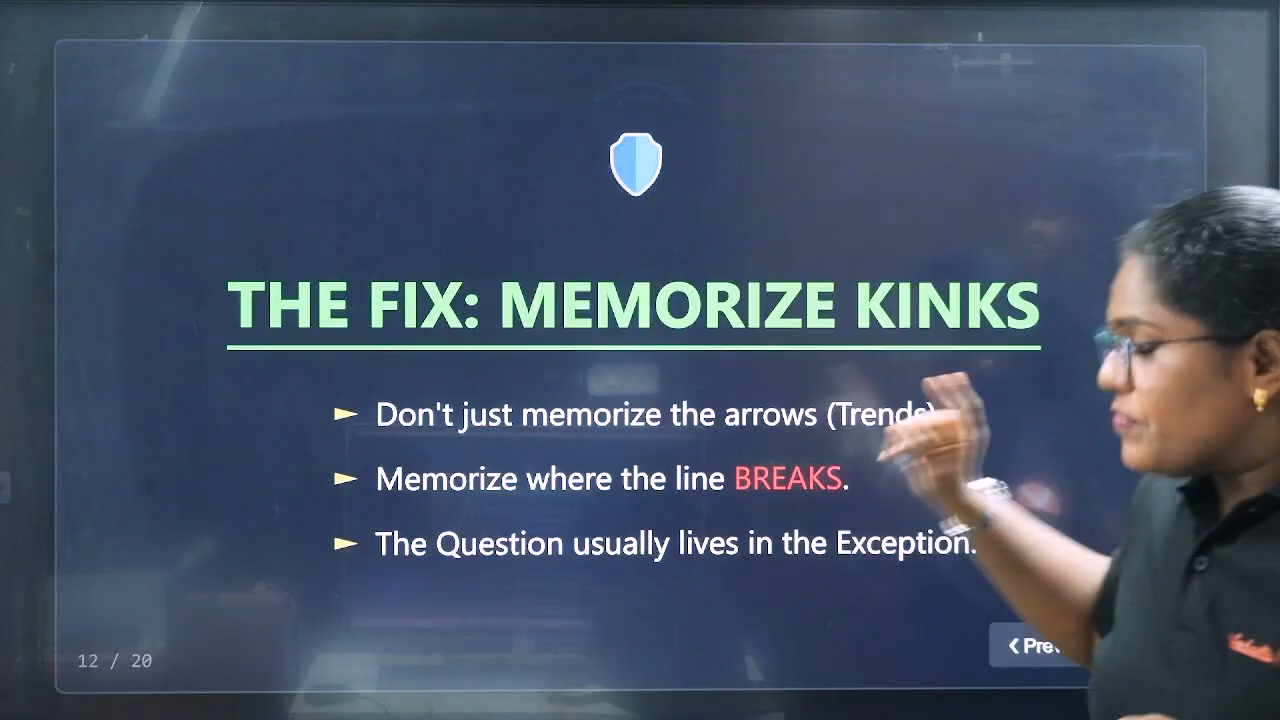 THE FIX: MEMORIZE KINKS
Don't just memorize the arrows (Trends)
Memorize where the line BREAKS.
The Question usually lives in the Exception.
12 / 20